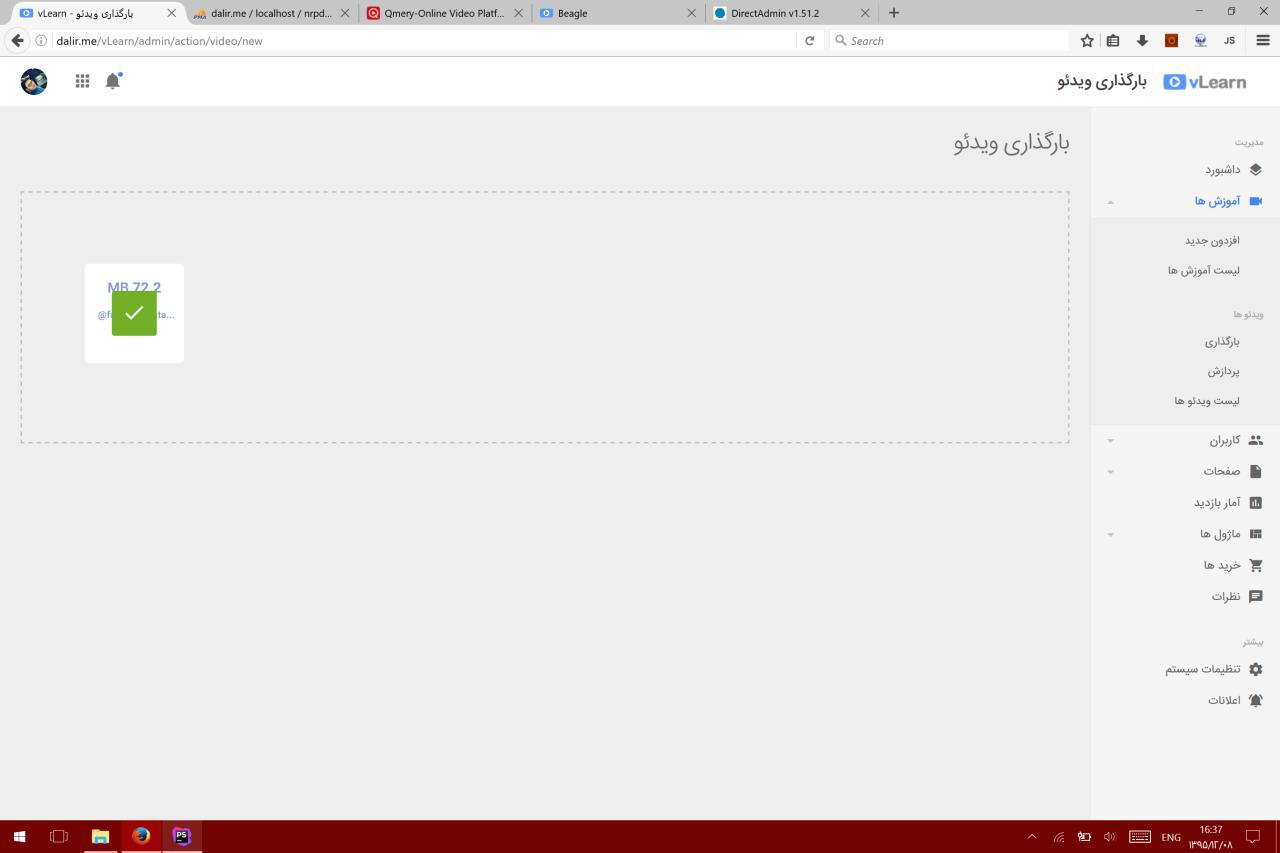 vLearn - بارگذاری ویدئو
dalir.me / localhost / nrpd...
Qmery-Online Video Platf...
Beagle
DirectAdmin v1.51.2
dalir.me/vLearn/admin/action/video/new
Search
JS
vLearn
بارگذاری ویدئو
بارگذاری ویدئو
MB 72.2
مدیریت
داشبورد
آموزش ها
افزودن جدید
لیست آموزش ها
ویدئو ها
بارگذاری
پردازش
لیست ویدئو ها
کاربران
صفحات
آمار بازدید
ماژول ها
خرید ها
نظرات
بیشتر
تنظیمات سیستم
اعلانات
PS
ENG
16:37
۱۳۹۵/۱۲/۰۸